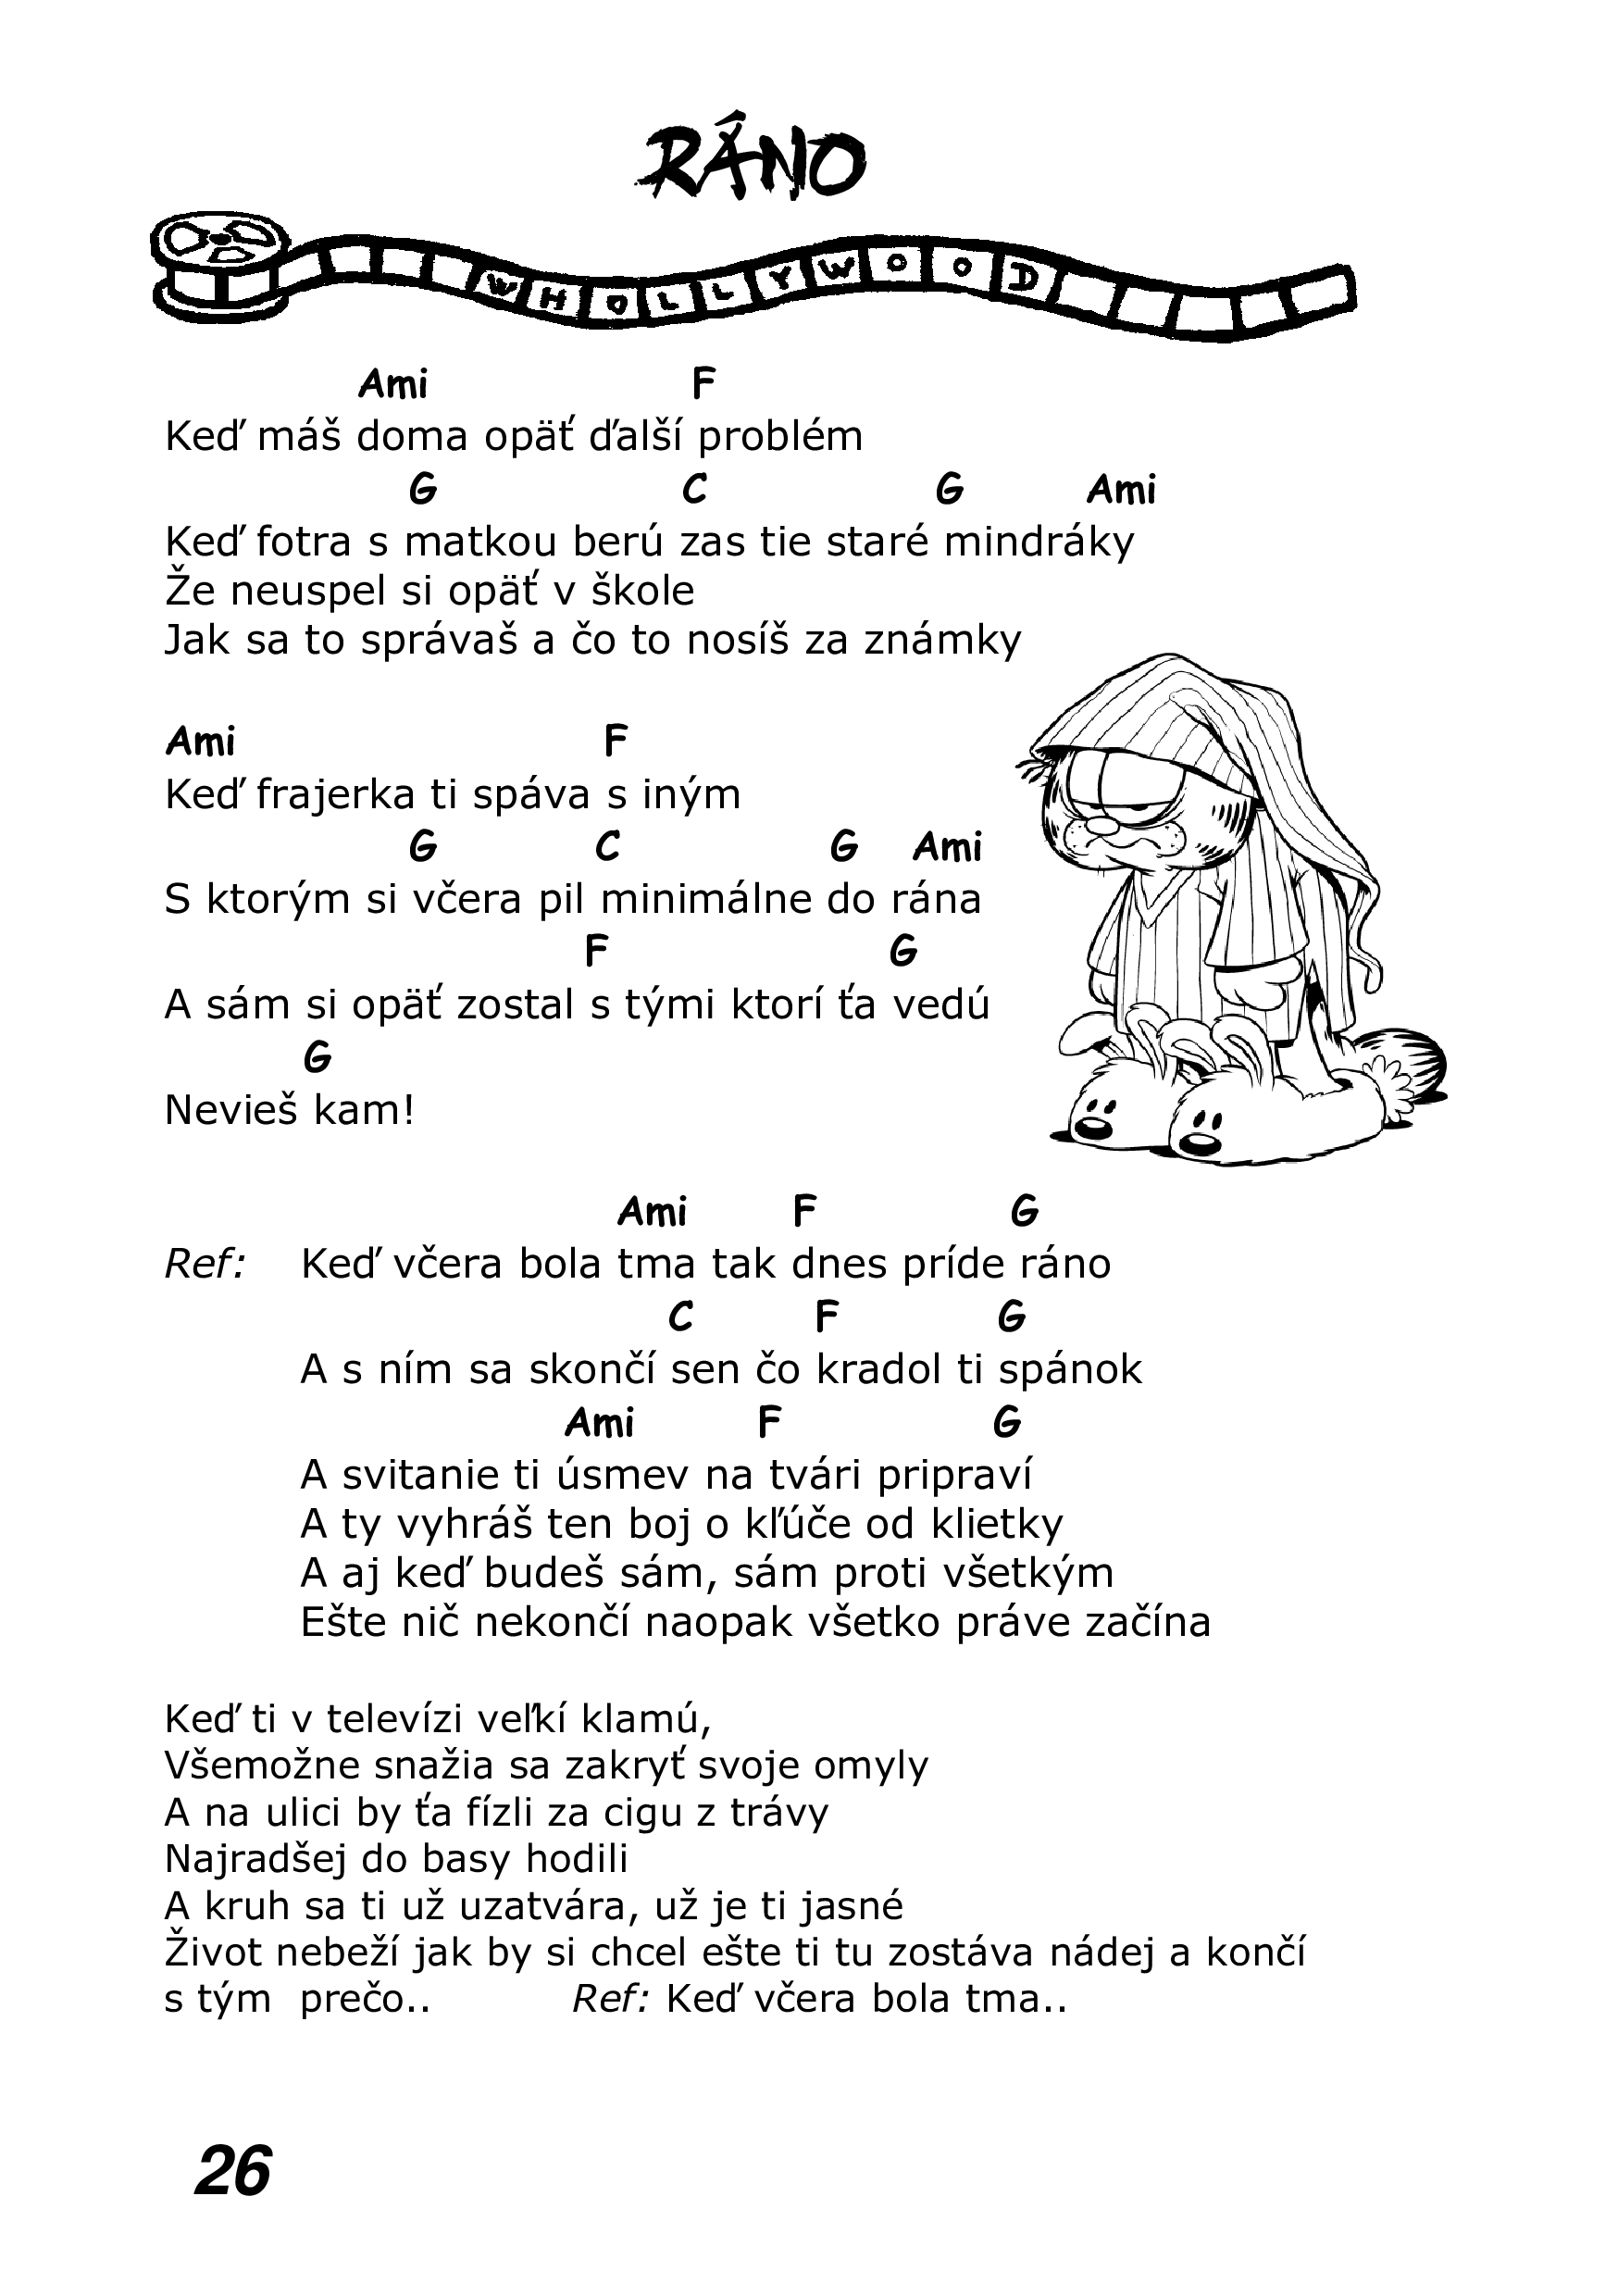 RÁNO
WHOLLYWOOD
Ami F
Keď máš doma opäť ďalší problém
G C G Ami
Keď fotra s matkou berú zas tie staré mindráky
Že neuspel si opäť v škole
Jak sa to správaš a čo to nosíš za známky
Ami F
Keď frajerka ti spáva s iným
G C G Ami
S ktorým si včera pil minimálne do rána
F G
A sám si opäť zostal s tými ktorí ťa vedú
G
Nevieš kam!
Ami F G
Ref: Keď včera bola tma tak dnes príde ráno
C F G
A s ním sa skončí sen čo kradol ti spánok
Ami F G
A svitanie ti úsmev na tvári pripraví
A ty vyhráš ten boj o kľúče od klietky
A aj keď budeš sám, sám proti všetkým
Ešte nič nekončí naopak všetko práve začína
Keď ti v televízi veľkí klamú,
Všemožne snažia sa zakryť svoje omyly
A na ulici by ťa fízli za cigu z trávy
Najradšej do basy hodili
A kruh sa ti už uzatvára, už je ti jasné
Život nebeží jak by si chcel ešte ti tu zostáva nádej a končí
s tým prečo.. Ref: Keď včera bola tma..
26